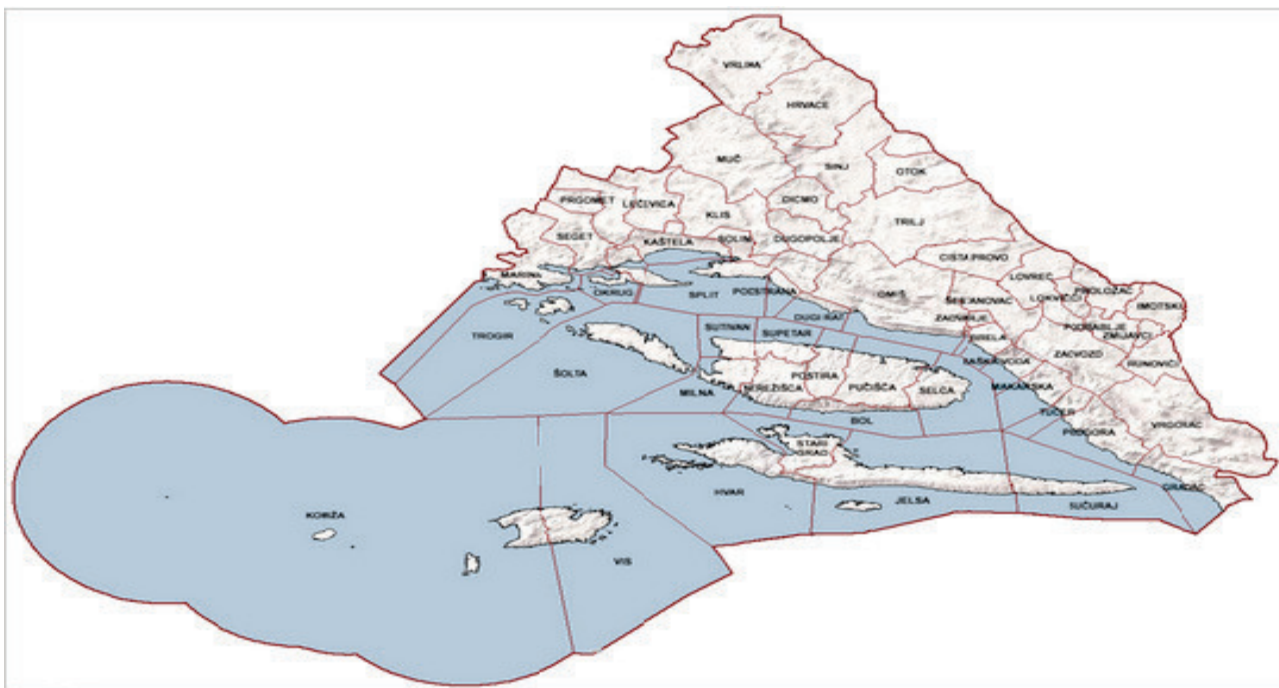 VRLIKA
HRVACE
MUČ
SINJ
OTOK
PRGOMET
LEĆEVICA
DICMO
KLIS
TRILJ
SEGET
KAŠTELA
SOLIN
DUGOPOLJE
CISTA PROVO
MARINA
LOVREĆ
OKRUG
SPLIT
PODSTRANA
OMIŠ
ŠESTANOVAC
LOKVIČIĆI
PROLOŽAC
IMOTSKI
DUGI RAT
ZADVARJE
TROGIR
SUTIVAN
SUPETAR
BRELA
PODBABLJE
ZMIJAVCI
BAŠKA VODA
ZAGVOZD
RUNOVIĆI
ŠOLTA
MILNA
NEREŽIŠĆA
POSTIRA
PUČIŠĆA
SELCA
MAKARSKA
TUČEPI
BOL
PODGORA
VRGORAC
STARI
GRAD
HVAR
JELSA
SUĆURAJ
GRADAC
KOMIŽA
VIS